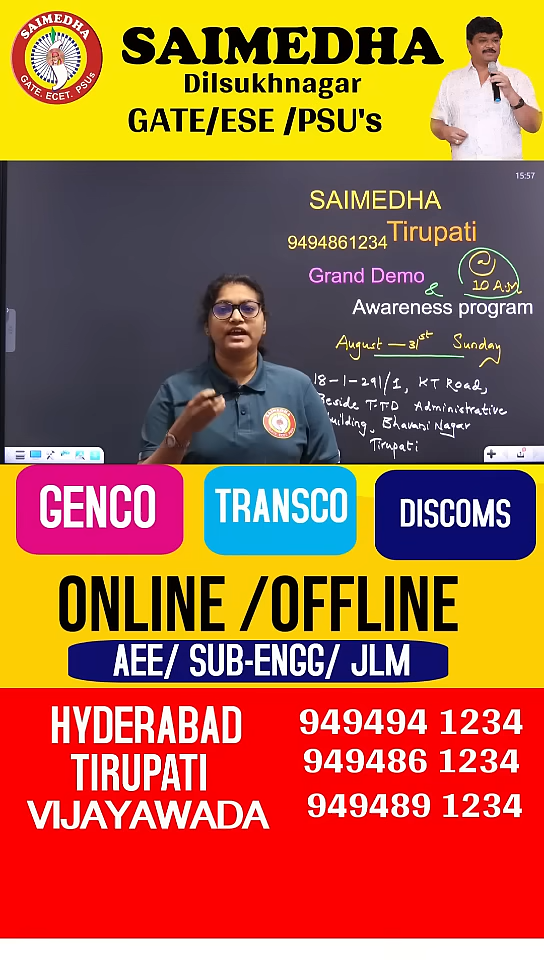 SAIMEDHA
GATE. ECET. PSUs
SAIMEDHA
Dilsukhnagar
GATE/ESE /PSU's
15:57
SAIMEDHA
9494861234 Tirupati
Grand Demo @ 10 A.M
& Awareness program
August - 31st Sunday
18-1-291/1, KT Road,
Beside T.T.D Administrative
Building, Bhavani Nagar
Tirupati
SAIMEDHA
GENCO TRANSCO DISCOMS
ONLINE /OFFLINE
AEE/ SUB-ENGG/ JLM
HYDERABAD 949494 1234
TIRUPATI 949486 1234
VIJAYAWADA 949489 1234